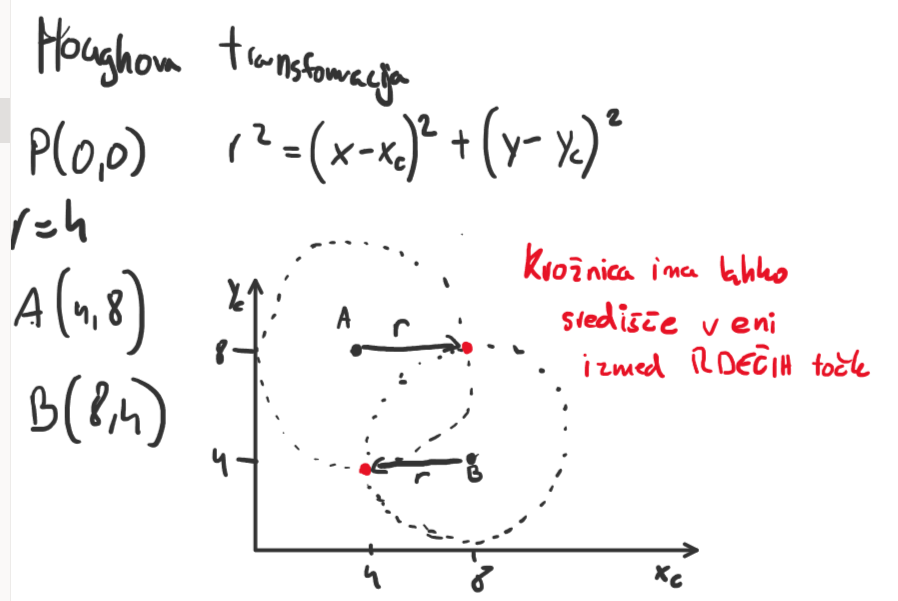 Houghova transformacija
P(0,0) r² = (x-x_c)² + (y-y_c)²
r=4
A(4,8)
B(8,4)
Krožnica ima lahko
središče v eni
izmed RDEČIH točk
y_c
A
r
8
4
r
B
4
8
x_c